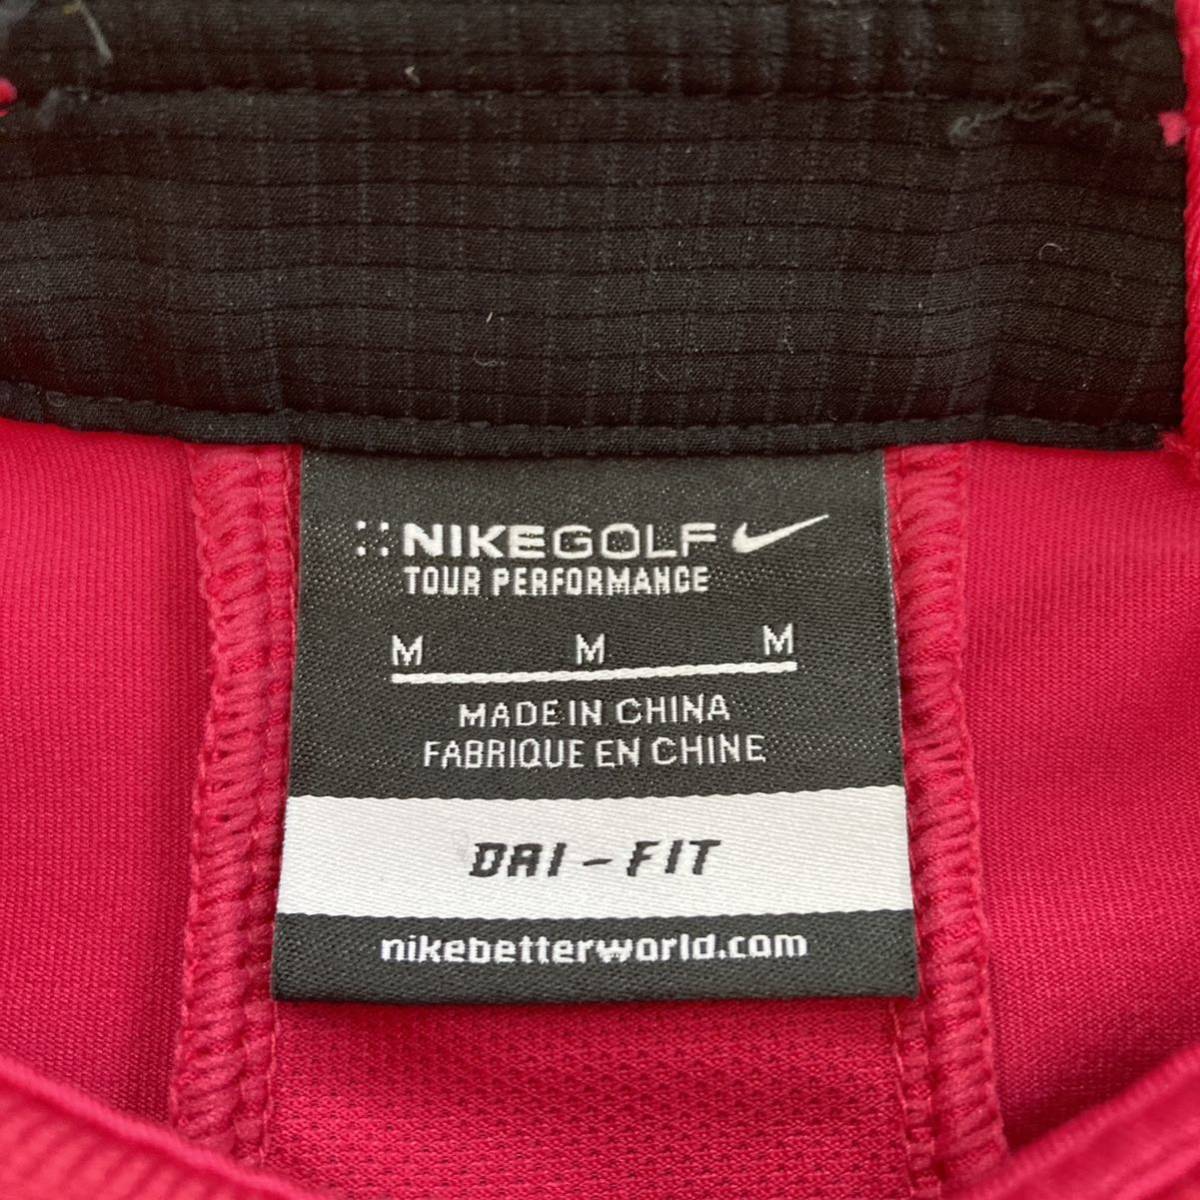 NIKEGOLF
TOUR PERFORMANCE
M M M
MADE IN CHINA
FABRIQUE EN CHINE
DRI-FIT
nikebetterworld.com